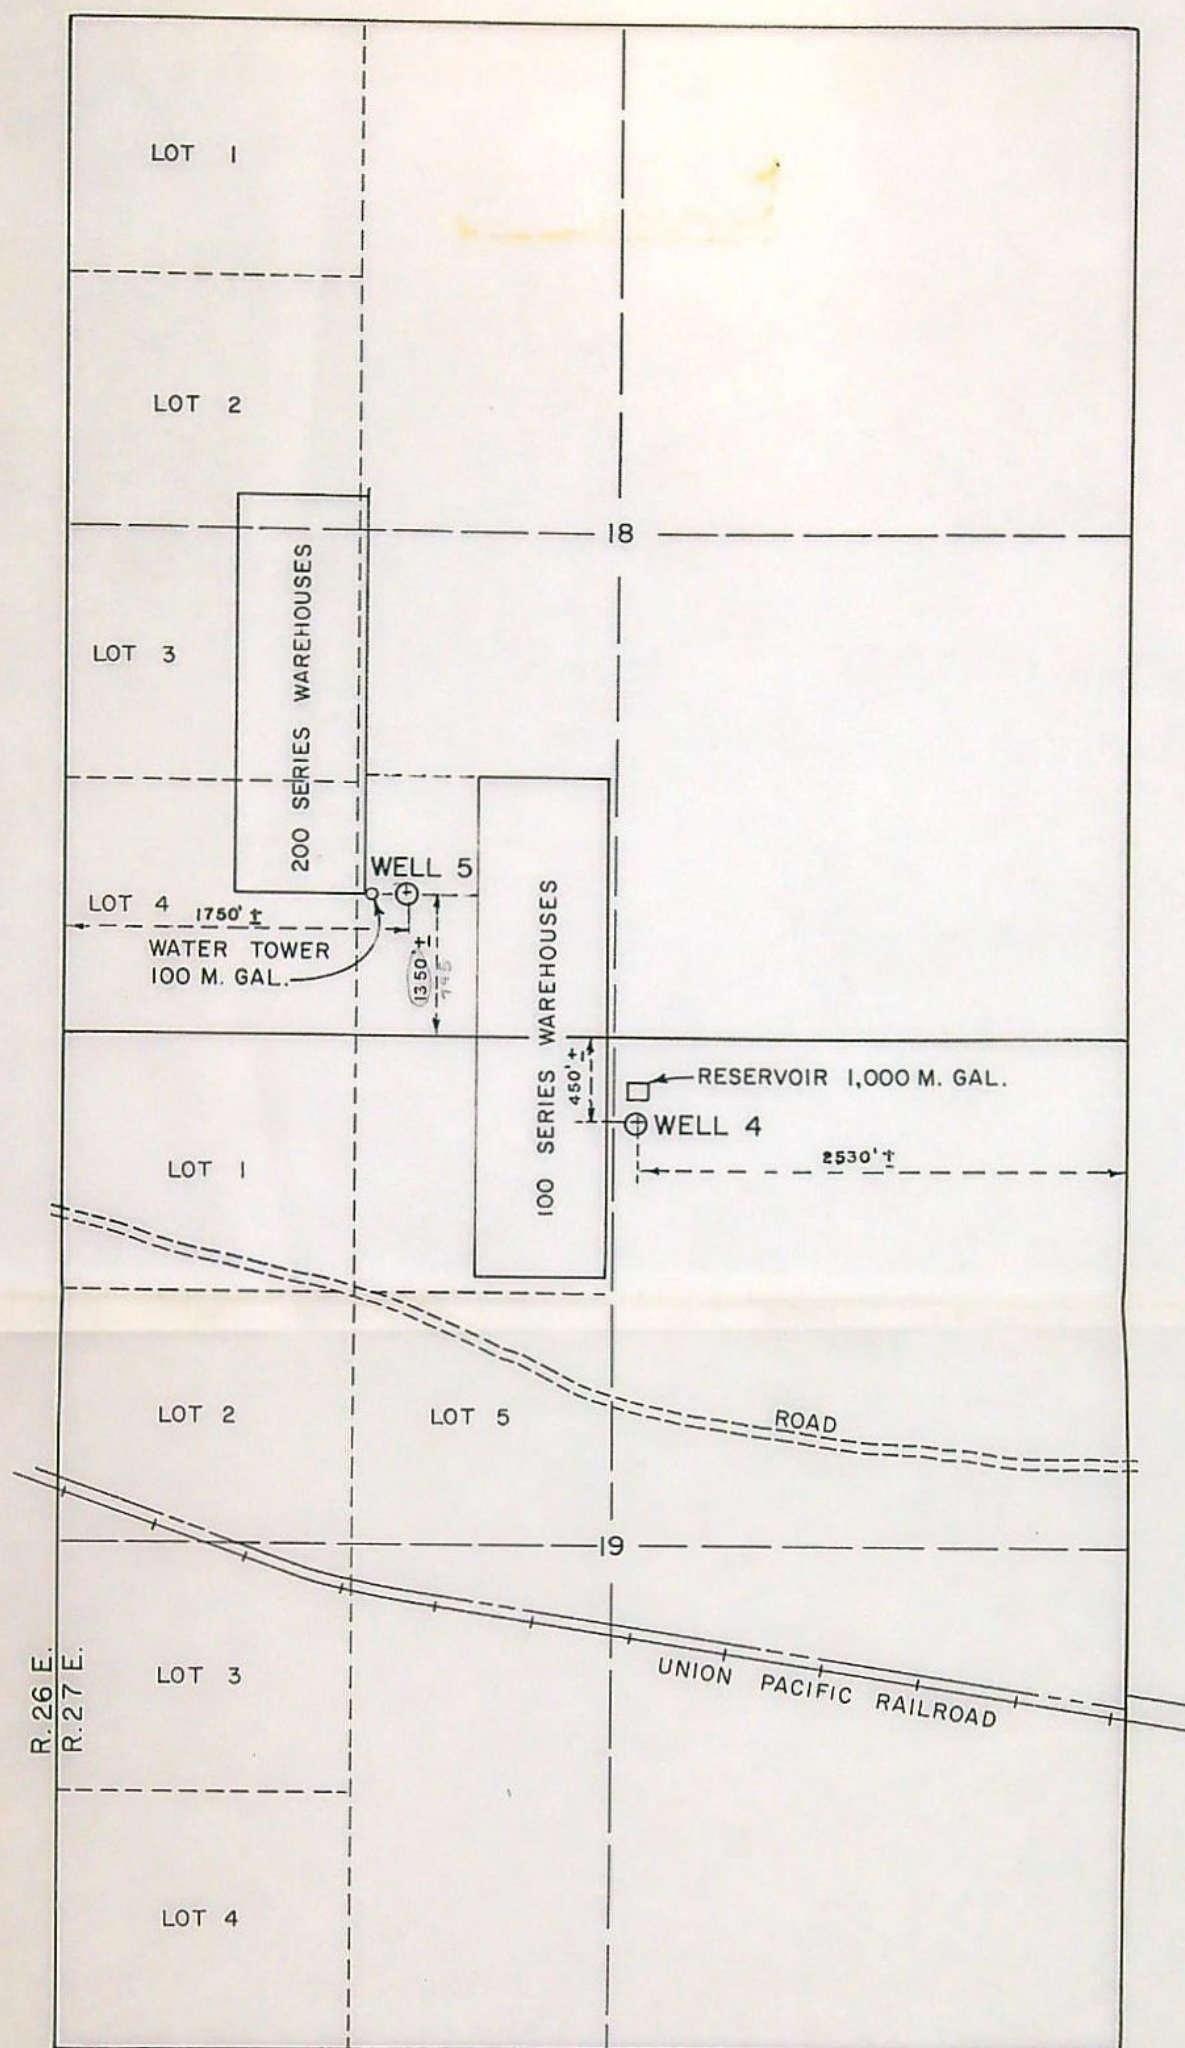 LOT 1
LOT 2
18
200 SERIES WAREHOUSES
LOT 3
WELL 5
LOT 4
1750' ±
WATER TOWER
100 M. GAL.
1350' ±
745
100 SERIES WAREHOUSES
450' ±
RESERVOIR 1,000 M. GAL.
WELL 4
2530' ±
LOT 1
LOT 2
LOT 5
ROAD
19
R. 26 E.
R. 27 E.
LOT 3
UNION PACIFIC RAILROAD
LOT 4